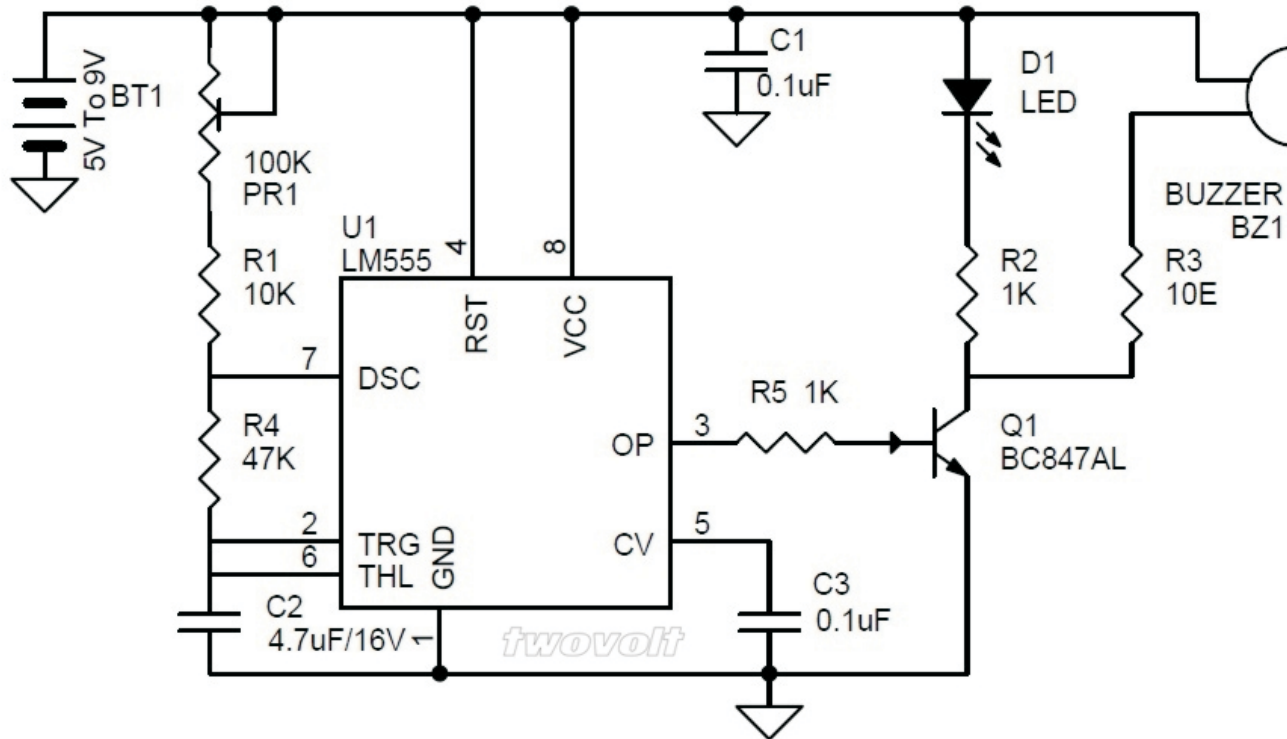 5V To 9V
BT1
100K
PR1
C1
0.1uF
D1
LED
BUZZER
BZ1
U1
LM555
4
8
R1
10K
RST
VCC
R2
1K
R3
10E
7
DSC
R4
47K
R5 1K
OP
3
Q1
BC847AL
2
TRG
6
THL
GND
CV
5
C2
4.7uF/16V
1
C3
0.1uF
twovolt